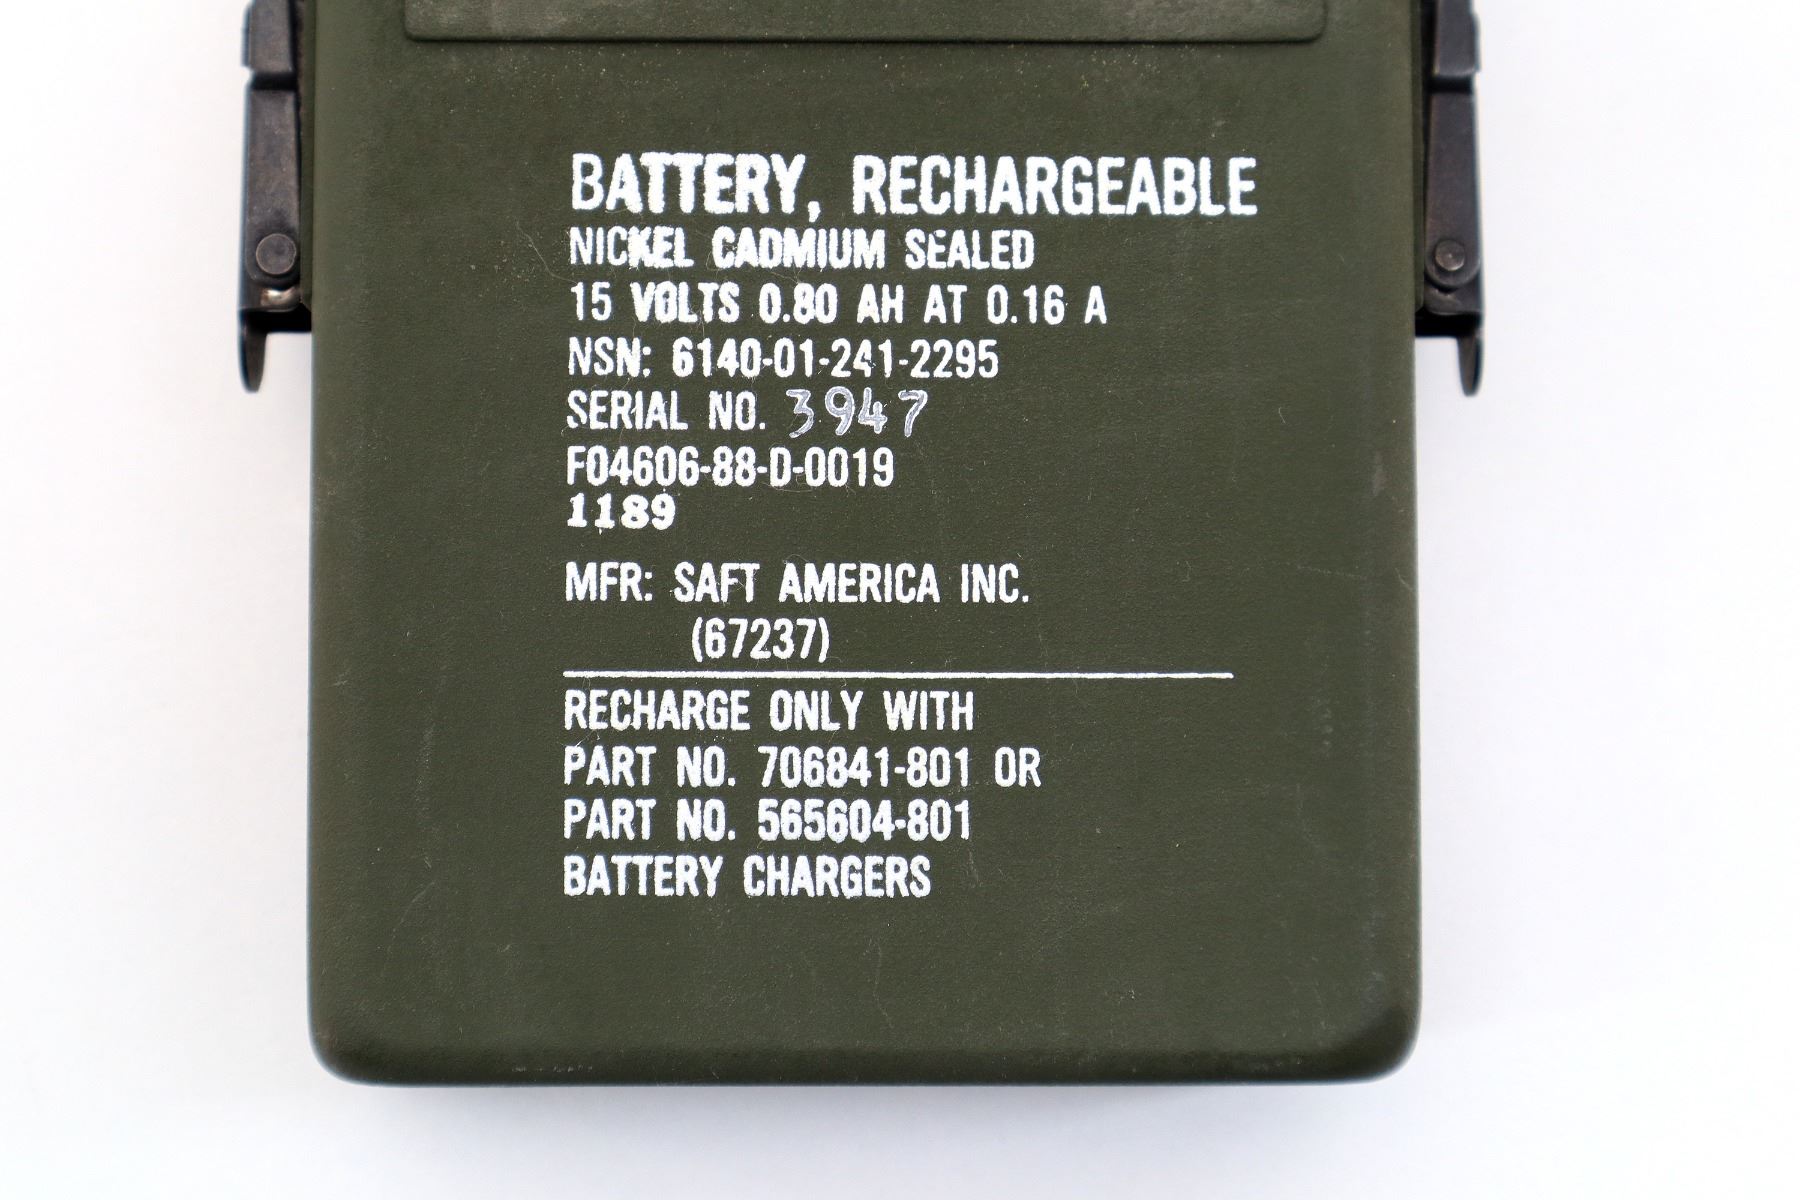 BATTERY, RECHARGEABLE
NICKEL CADMIUM SEALED
15 VOLTS 0.80 AH AT 0.16 A
NSN: 6140-01-241-2295
SERIAL NO. 3947
F04606-88-D-0019
1189
MFR: SAFT AMERICA INC.
(67237)
RECHARGE ONLY WITH
PART NO. 706841-801 OR
PART NO. 565604-801
BATTERY CHARGERS